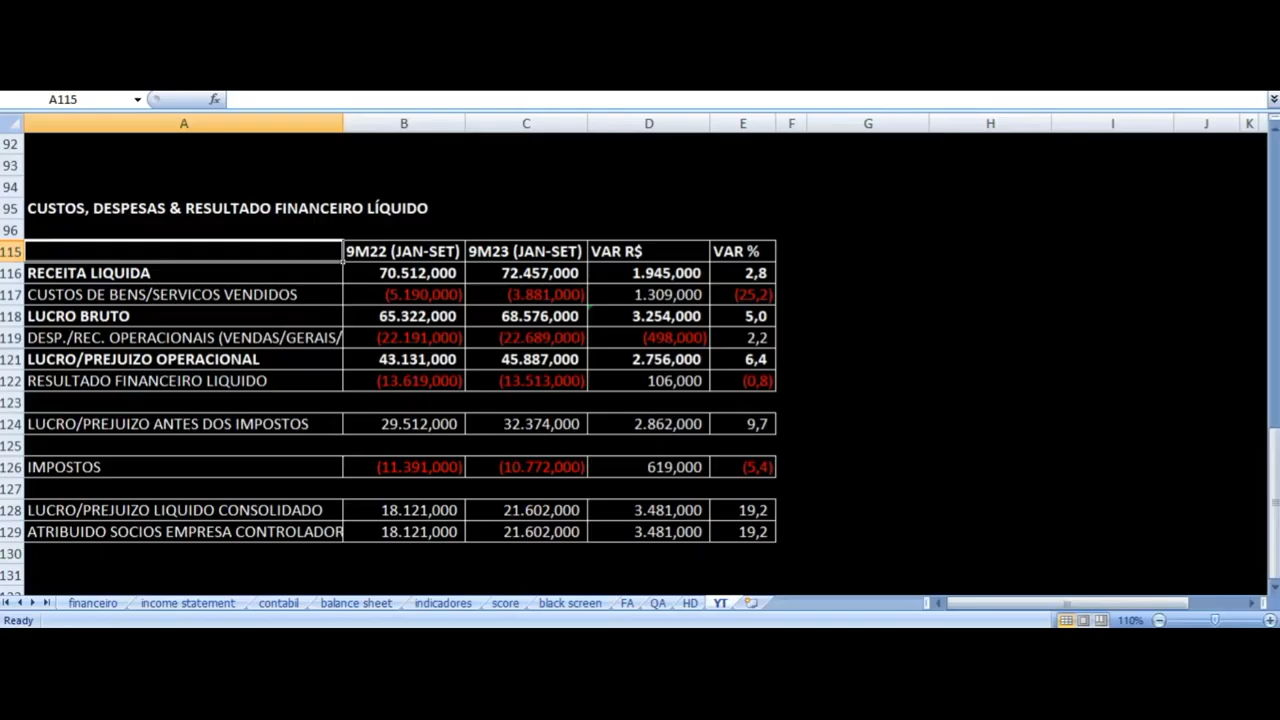 A115 fx
A B C D E F G H I J K
92
93
94
95 CUSTOS, DESPESAS & RESULTADO FINANCEIRO LÍQUIDO
96
115 9M22 (JAN-SET) 9M23 (JAN-SET) VAR R$ VAR %
116 RECEITA LIQUIDA 70.512,000 72.457,000 1.945,000 2,8
117 CUSTOS DE BENS/SERVICOS VENDIDOS (5.190,000) (3.881,000) 1.309,000 (25,2)
118 LUCRO BRUTO 65.322,000 68.576,000 3.254,000 5,0
119 DESP./REC. OPERACIONAIS (VENDAS/GERAIS/ (22.191,000) (22.689,000) (498,000) 2,2
121 LUCRO/PREJUIZO OPERACIONAL 43.131,000 45.887,000 2.756,000 6,4
122 RESULTADO FINANCEIRO LIQUIDO (13.619,000) (13.513,000) 106,000 (0,8)
123
124 LUCRO/PREJUIZO ANTES DOS IMPOSTOS 29.512,000 32.374,000 2.862,000 9,7
125
126 IMPOSTOS (11.391,000) (10.772,000) 619,000 (5,4)
127
128 LUCRO/PREJUIZO LIQUIDO CONSOLIDADO 18.121,000 21.602,000 3.481,000 19,2
129 ATRIBUIDO SOCIOS EMPRESA CONTROLADOR 18.121,000 21.602,000 3.481,000 19,2
130
131
financeiro income statement contabil balance sheet indicadores score black screen FA QA HD YT
Ready 110%